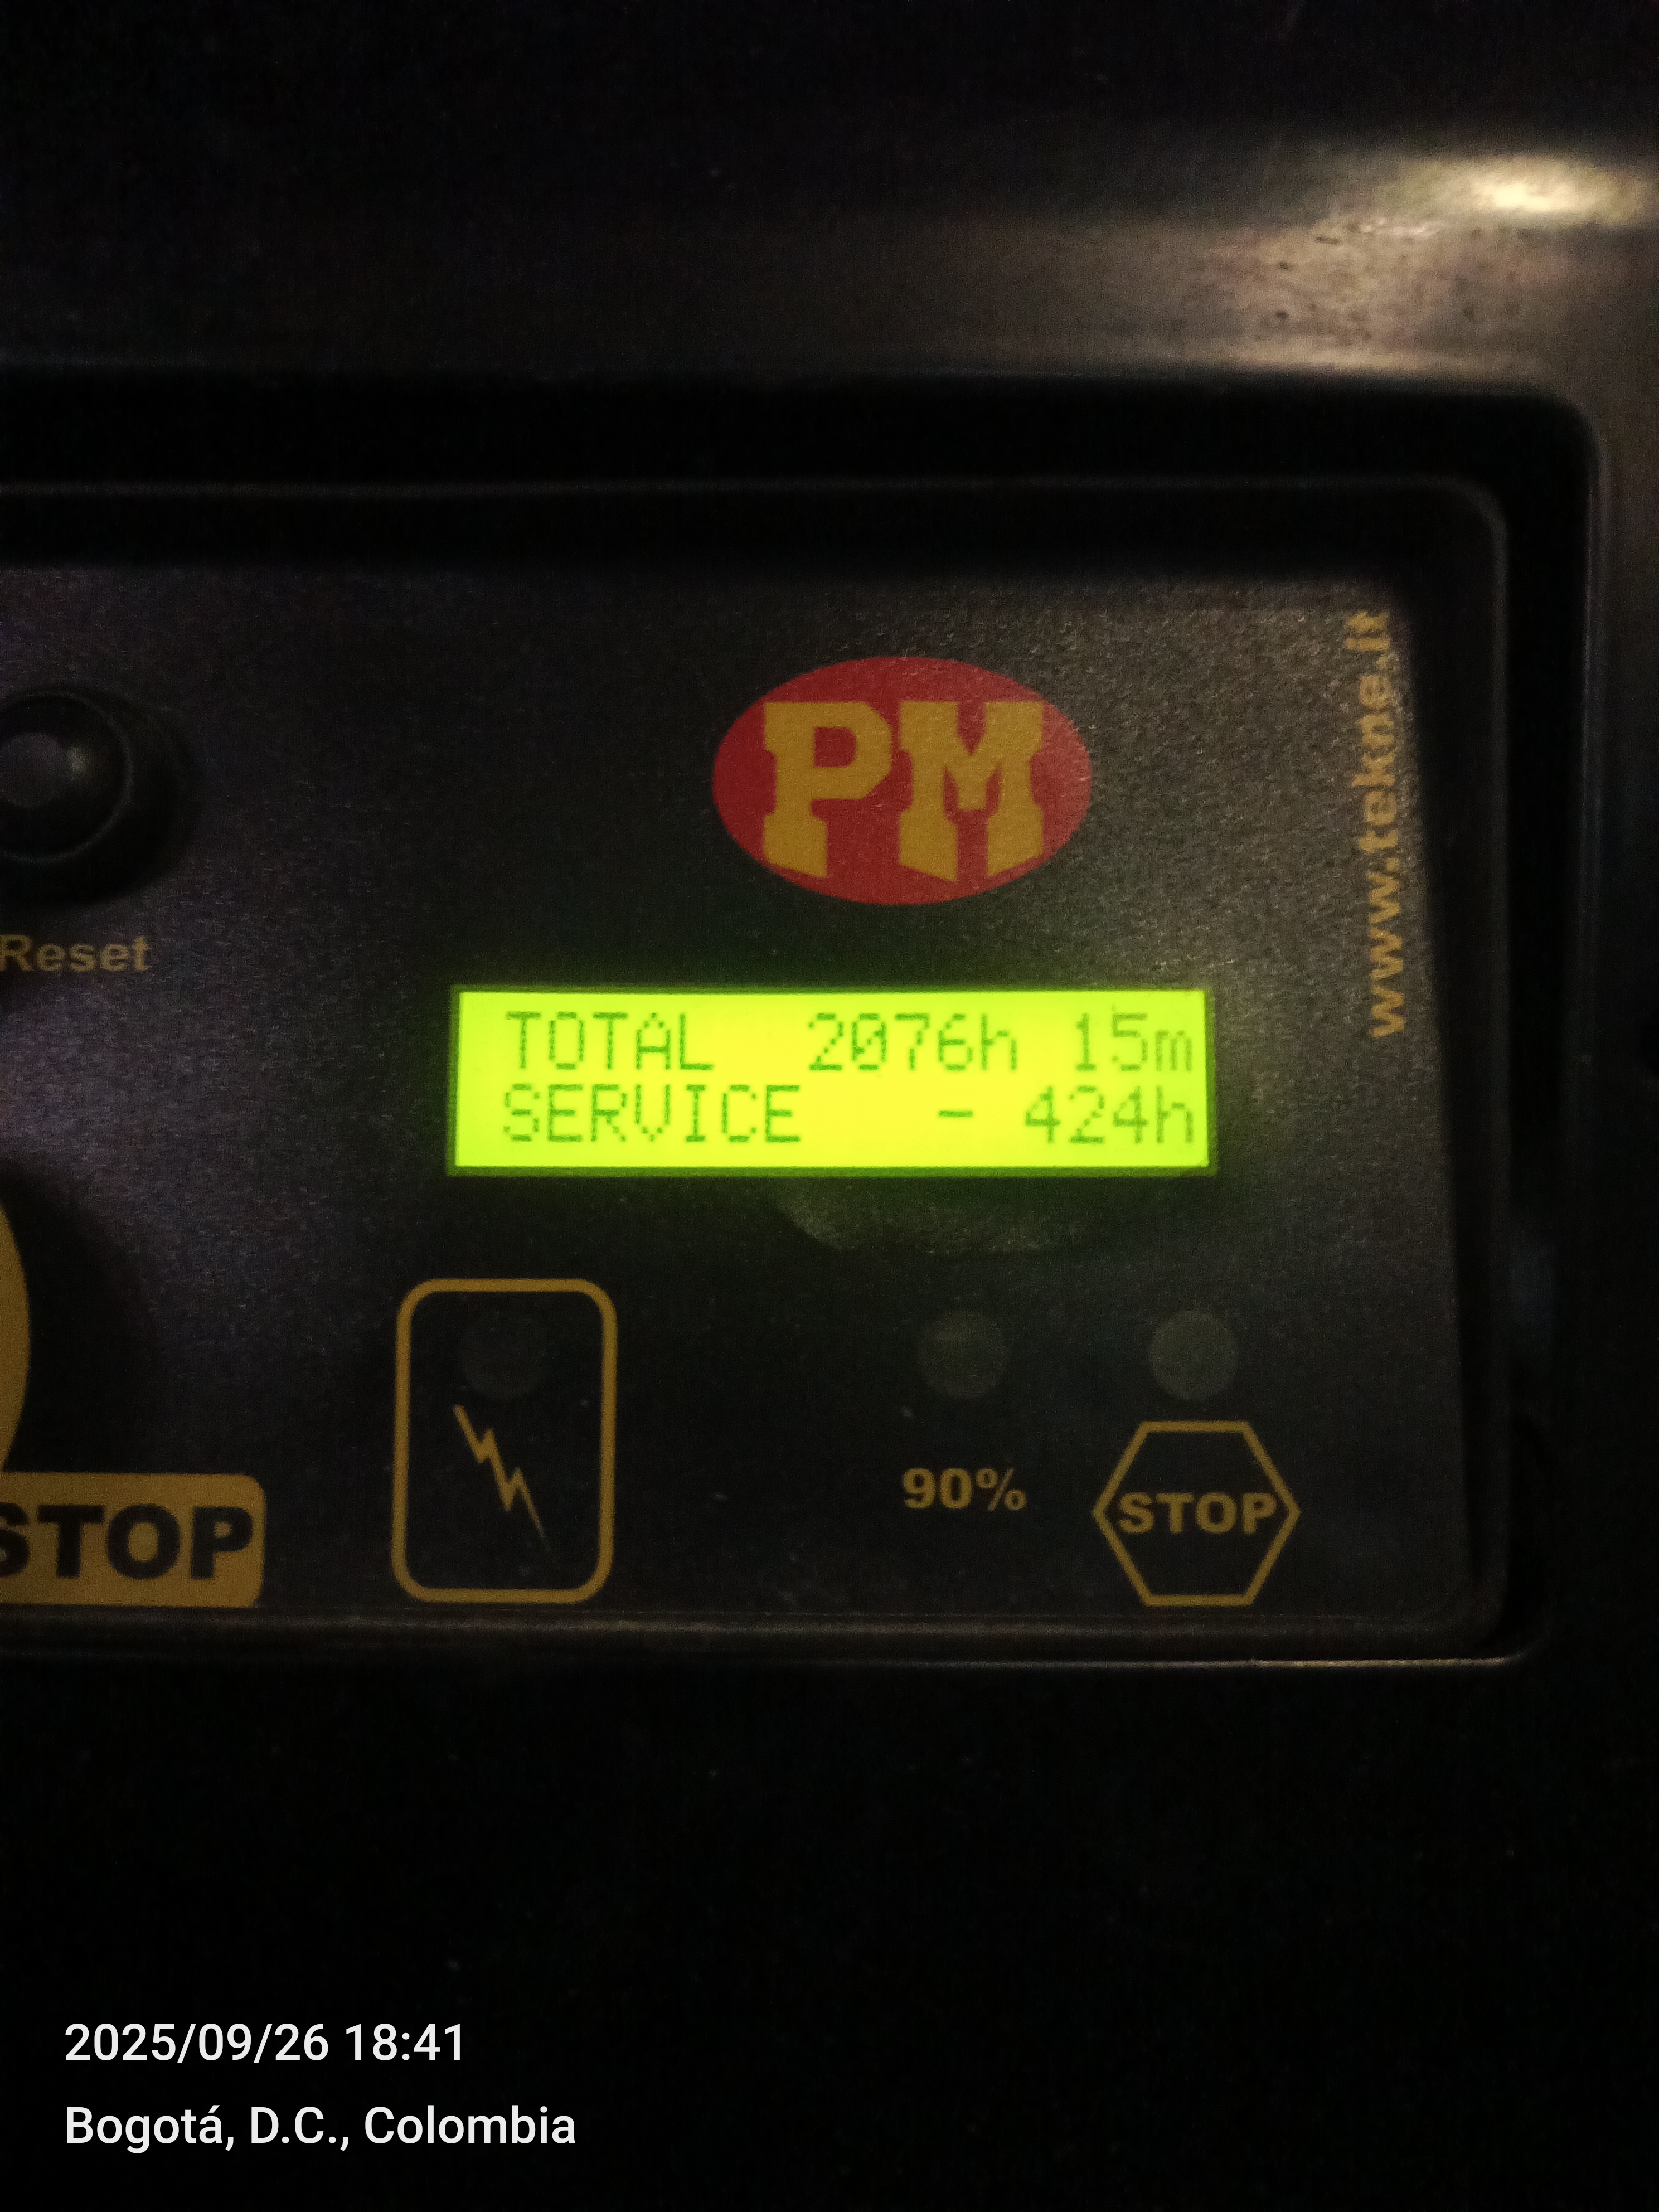 PM
www.tekne.it
Reset
TOTAL 2076h 15m
SERVICE - 424h
90%
STOP
STOP
2025/09/26 18:41
Bogotá, D.C., Colombia